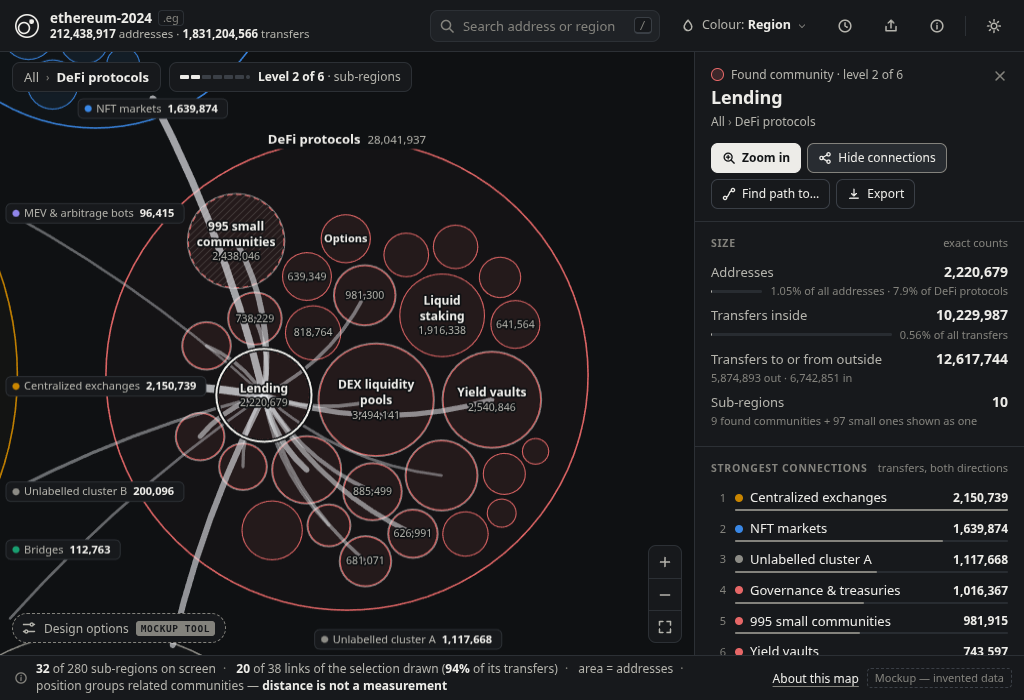 ethereum-2024 .eg
212,438,917 addresses · 1,831,204,566 transfers
Search address or region /
Colour: Region
All › DeFi protocols
Level 2 of 6 · sub-regions
NFT markets 1,639,874
DeFi protocols 28,041,937
MEV & arbitrage bots 96,415
995 small
communities
2,438,046
Options
639,349
981,300
Liquid
staking
1,916,338
738,229
818,764
641,564
Centralized exchanges 2,150,739
Lending
2,220,679
DEX liquidity
pools
3,494,141
Yield vaults
2,540,846
Unlabelled cluster B 200,096
885,499
Bridges 112,763
626,991
681,071
Design options MOCKUP TOOL
Unlabelled cluster A 1,117,668
Found community · level 2 of 6
Lending
All › DeFi protocols
Zoom in
Hide connections
Find path to...
Export
SIZE exact counts
Addresses 2,220,679
1.05% of all addresses · 7.9% of DeFi protocols
Transfers inside 10,229,987
0.56% of all transfers
Transfers to or from outside 12,617,744
5,874,893 out · 6,742,851 in
Sub-regions 10
9 found communities + 97 small ones shown as one
STRONGEST CONNECTIONS transfers, both directions
1 Centralized exchanges 2,150,739
2 NFT markets 1,639,874
3 Unlabelled cluster A 1,117,668
4 Governance & treasuries 1,016,367
5 995 small communities 981,915
6 Yield vaults 743,597
32 of 280 sub-regions on screen · 20 of 38 links of the selection drawn (94% of its transfers) · area = addresses ·
position groups related communities — distance is not a measurement
About this map
Mockup — invented data